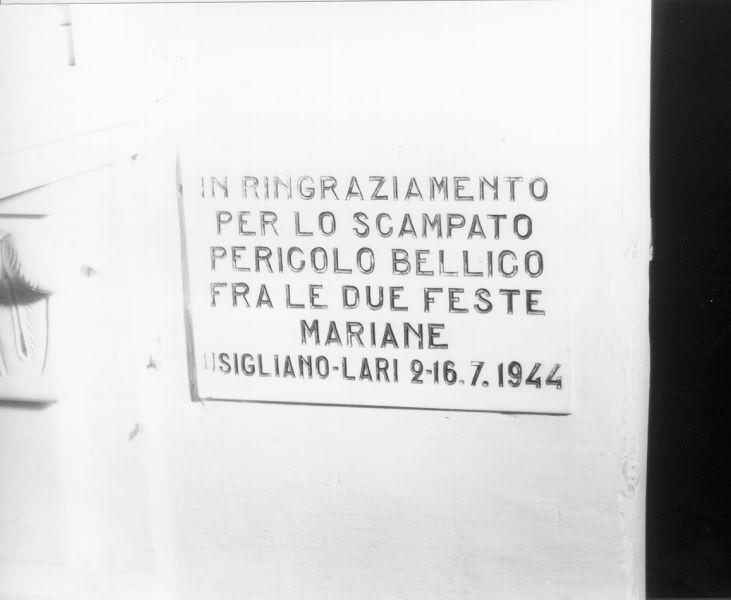 IN RINGRAZIAMENTO
PER LO SCAMPATO
PERICOLO BELLICO
FRA LE DUE FESTE
MARIANE
USIGLIANO-LARI 2-16.7.1944